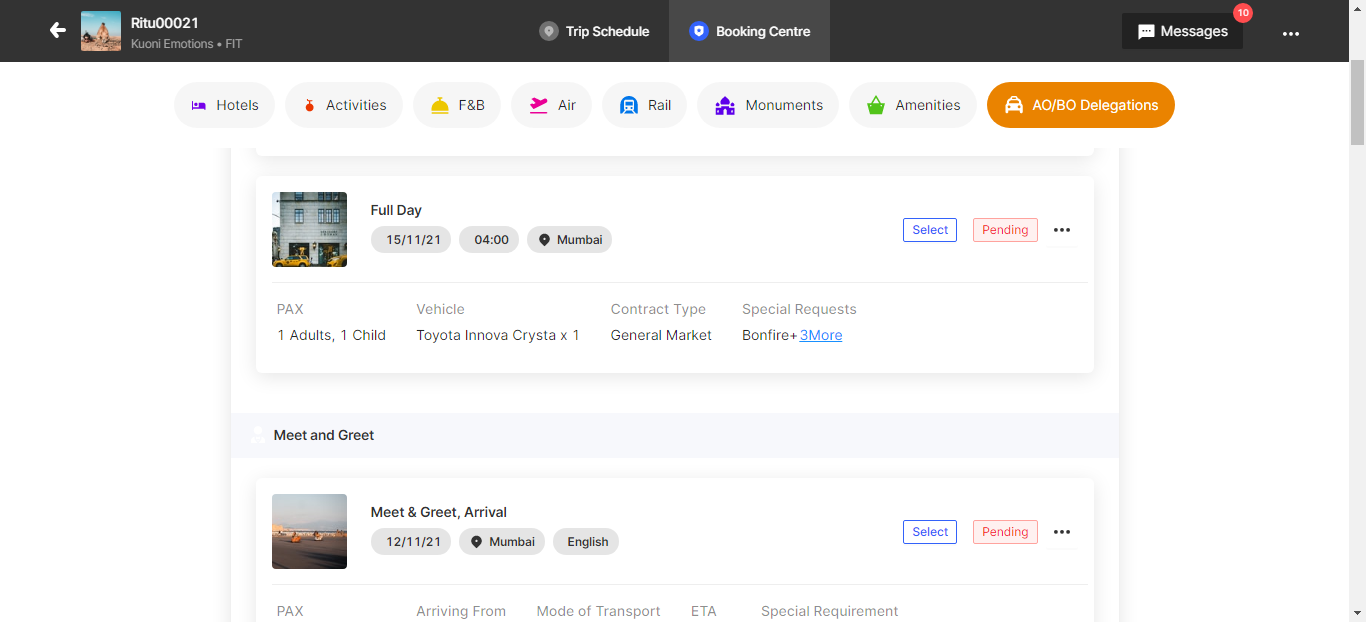 Ritu00021
Kuoni Emotions • FIT
Trip Schedule
Booking Centre
Messages
10
Hotels
Activities
F&B
Air
Rail
Monuments
Amenities
AO/BO Delegations
Full Day
15/11/21
04:00
Mumbai
Select
Pending
PAX
Vehicle
Contract Type
Special Requests
1 Adults, 1 Child
Toyota Innova Crysta x 1
General Market
Bonfire+3More
Meet and Greet
Meet & Greet, Arrival
12/11/21
Mumbai
English
Select
Pending
PAX
Arriving From
Mode of Transport
ETA
Special Requirement